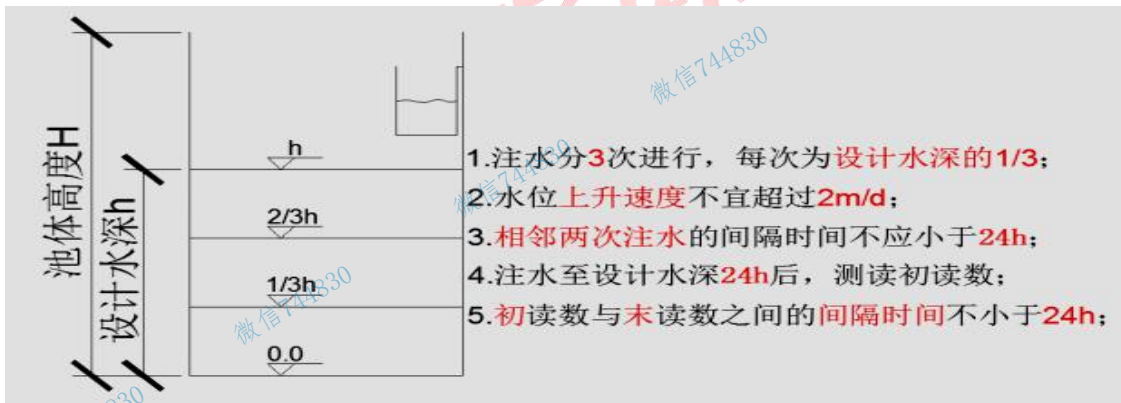 微信744830
h
1.注水分3次进行，每次为设计水深的1/3；
微信744830
2.水位上升速度不宜超过2m/d；
池体高度H
设计水深h
2/3h
3.相邻两次注水的间隔时间不应小于24h；
1/3h
4.注水至设计水深24h后，测读初读数；
微信744830
5.初读数与末读数之间的间隔时间不小于24h；
0.0
830